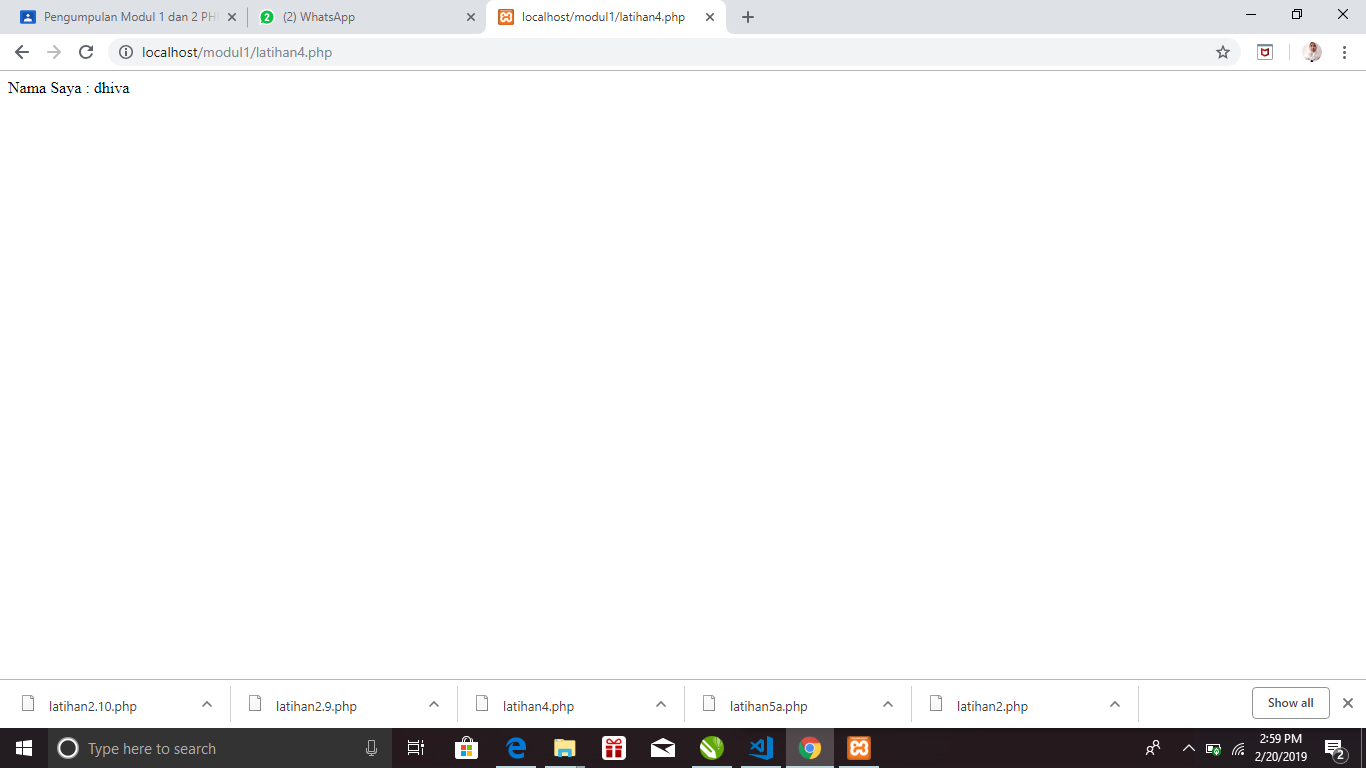 Pengumpulan Modul 1 dan 2 PH
2 (2) WhatsApp
localhost/modul1/latihan4.php
localhost/modul1/latihan4.php
Nama Saya : dhiva
latihan2.10.php
latihan2.9.php
latihan4.php
latihan5a.php
latihan2.php
Show all
Type here to search
2:59 PM
2/20/2019
2